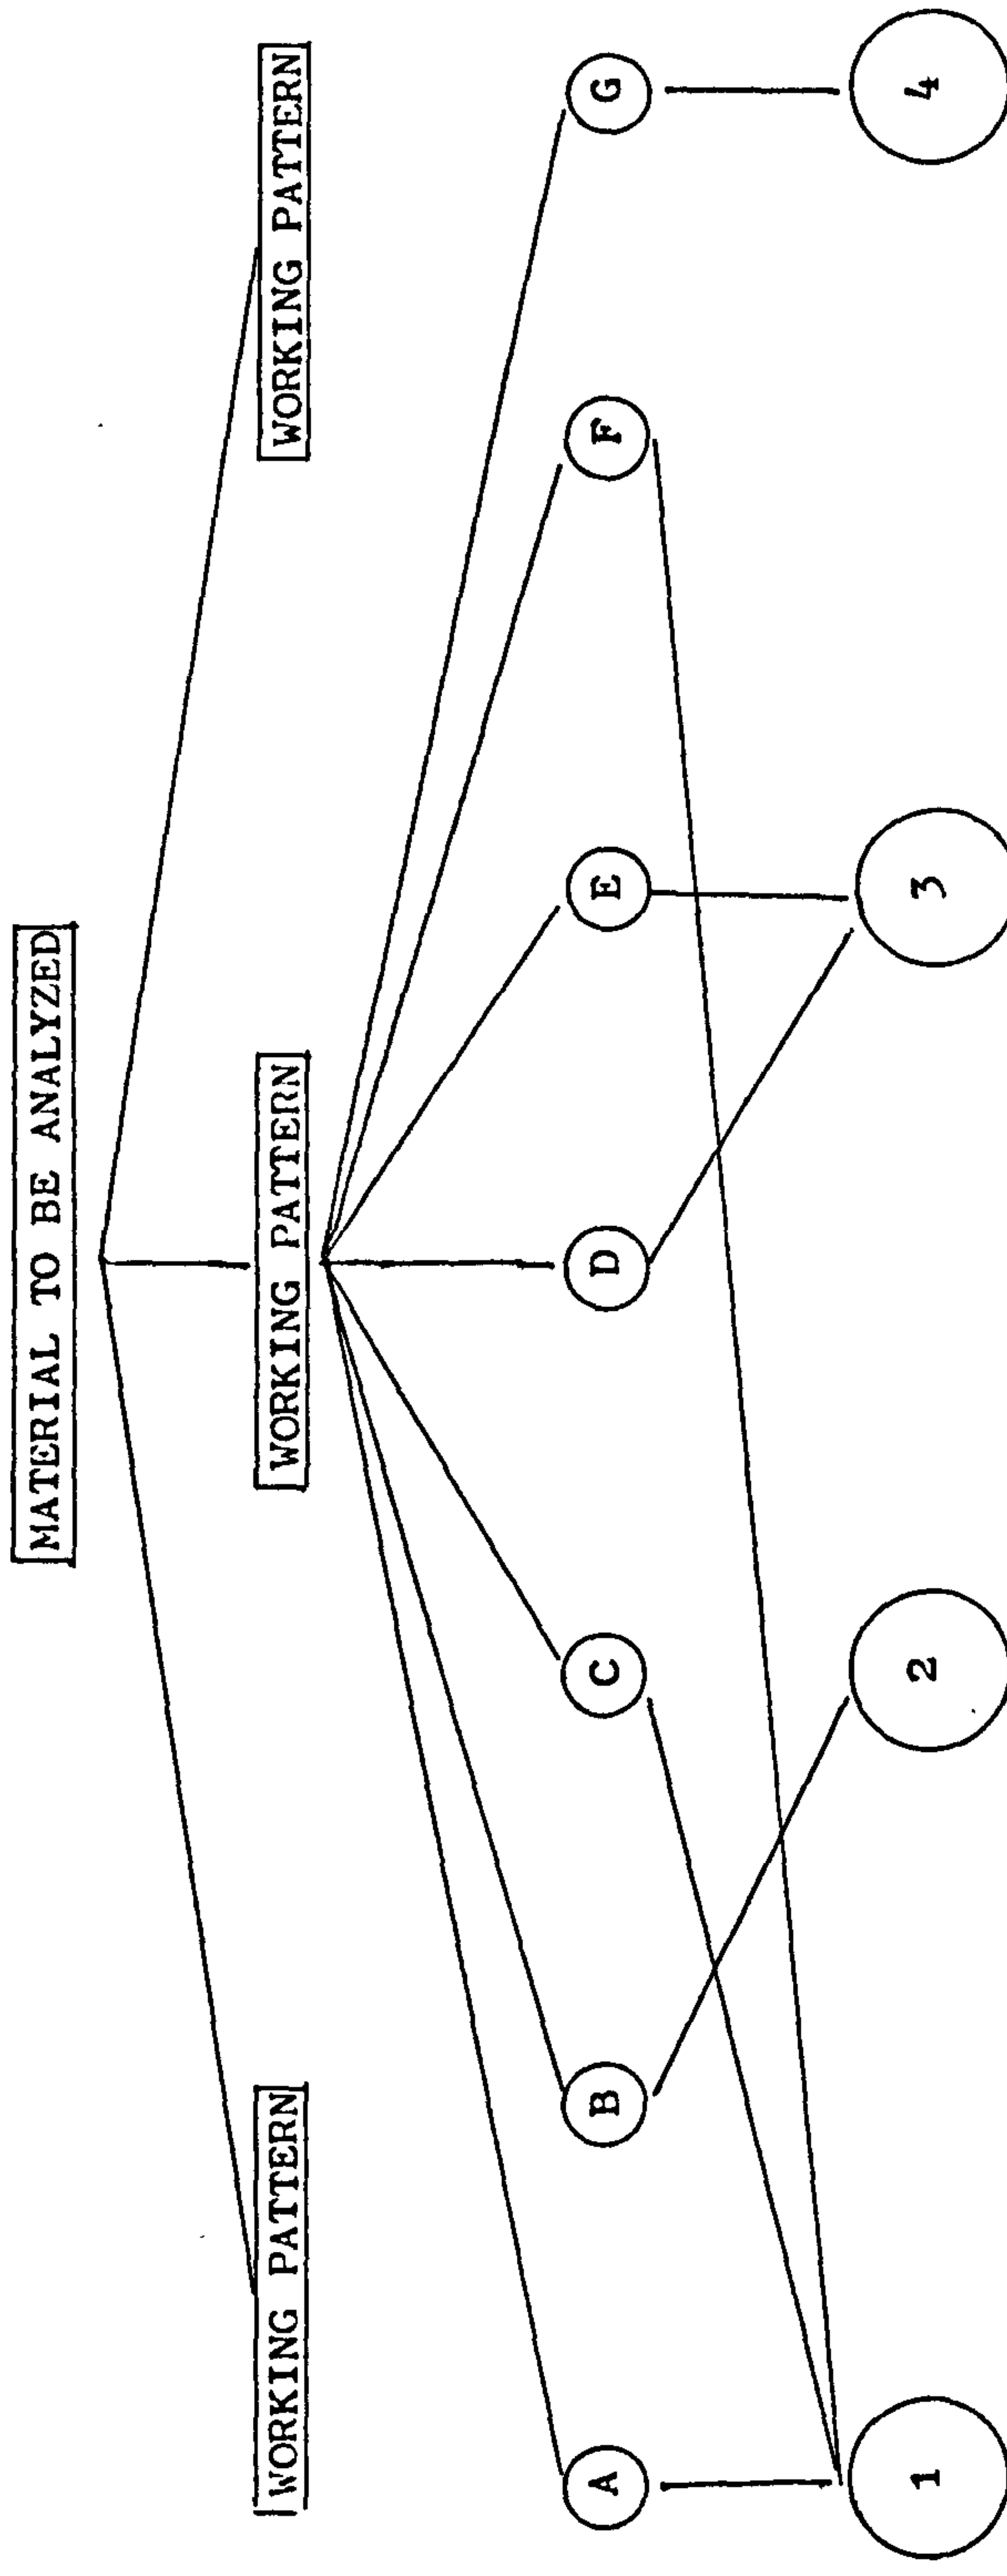 MATERIAL TO BE ANALYZED
WORKING PATTERN
WORKING PATTERN
WORKING PATTERN
A
B
C
D
E
F
G
1
2
3
4